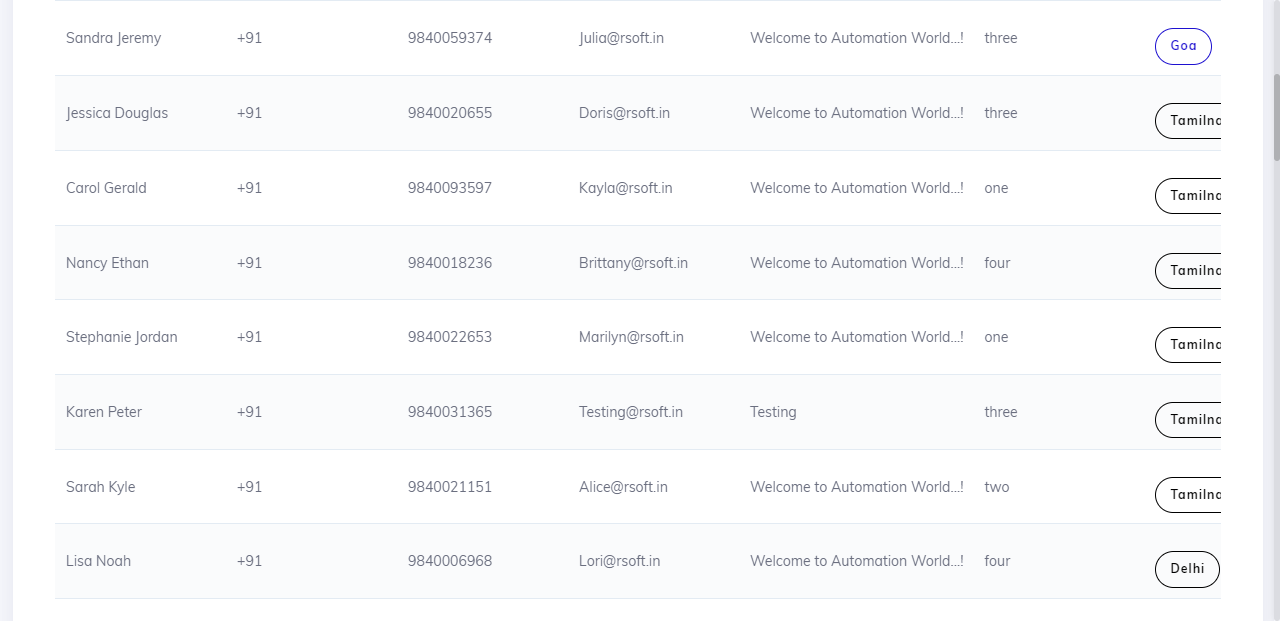 Sandra Jeremy +91 9840059374 Julia@rsoft.in Welcome to Automation World...! three Goa
Jessica Douglas +91 9840020655 Doris@rsoft.in Welcome to Automation World...! three Tamilna
Carol Gerald +91 9840093597 Kayla@rsoft.in Welcome to Automation World...! one Tamilna
Nancy Ethan +91 9840018236 Brittany@rsoft.in Welcome to Automation World...! four Tamilna
Stephanie Jordan +91 9840022653 Marilyn@rsoft.in Welcome to Automation World...! one Tamilna
Karen Peter +91 9840031365 Testing@rsoft.in Testing three Tamilna
Sarah Kyle +91 9840021151 Alice@rsoft.in Welcome to Automation World...! two Tamilna
Lisa Noah +91 9840006968 Lori@rsoft.in Welcome to Automation World...! four Delhi